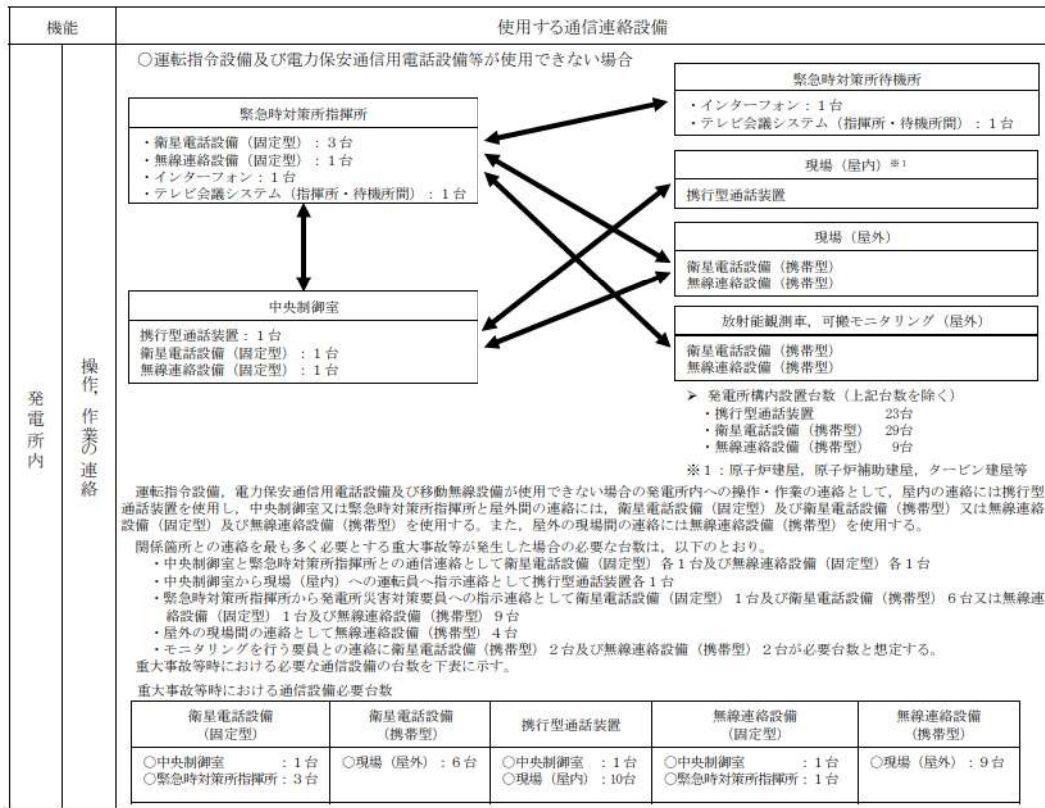 機能
使用する通信連絡設備
発電所内
操作，作業の連絡
○運転指令設備及び電力保安通信用電話設備等が使用できない場合
緊急時対策所指揮所
・衛星電話設備（固定型）：３台
・無線連絡設備（固定型）：１台
・インターフォン：１台
・テレビ会議システム（指揮所・待機所間）：１台
中央制御室
携行型通話装置：１台
衛星電話設備（固定型）：１台
無線連絡設備（固定型）：１台
緊急時対策所待機所
・インターフォン：１台
・テレビ会議システム（指揮所・待機所間）：１台
現場（屋内）※１
携行型通話装置
現場（屋外）
衛星電話設備（携帯型）
無線連絡設備（携帯型）
放射能観測車，可搬モニタリング（屋外）
衛星電話設備（携帯型）
無線連絡設備（携帯型）
➢ 発電所構内設置台数（上記台数を除く）
・携行型通話装置 23台
・衛星電話設備（携帯型） 29台
・無線連絡設備（携帯型） 9台
※１：原子炉建屋，原子炉補助建屋，タービン建屋等
運転指令設備，電力保安通信用電話設備及び移動無線設備が使用できない場合の発電所内への操作・作業の連絡として，屋内の連絡には携行型
通話装置を使用し，中央制御室又は緊急時対策所指揮所と屋外間の連絡には，衛星電話設備（固定型）及び衛星電話設備（携帯型）又は無線連絡
設備（固定型）及び無線連絡設備（携帯型）を使用する。また，屋外の現場間の連絡には無線連絡設備（携帯型）を使用する。
関係箇所との連絡を最も多く必要とする重大事故等が発生した場合の必要な台数は，以下のとおり。
・中央制御室と緊急時対策所指揮所との通信連絡として衛星電話設備（固定型）各１台及び無線連絡設備（固定型）各１台
・中央制御室から現場（屋内）への運転員へ指示連絡として携行型通話装置各１台
・緊急時対策所指揮所から発電所災害対策要員への指示連絡として衛星電話設備（固定型）１台及び衛星電話設備（携帯型）６台又は無線連
絡設備（固定型）１台及び無線連絡設備（携帯型）９台
・屋外の現場間の連絡として無線連絡設備（携帯型）４台
・モニタリングを行う要員との連絡に衛星電話設備（携帯型）２台及び無線連絡設備（携帯型）２台が必要台数と想定する。
重大事故等時における必要な通信設備の台数を下表に示す。
重大事故等時における通信設備必要台数
衛星電話設備（固定型）
衛星電話設備（携帯型）
携行型通話装置
無線連絡設備（固定型）
無線連絡設備（携帯型）
○中央制御室 ：１台
○緊急時対策所指揮所：３台
○現場（屋外）：６台
○中央制御室 ：１台
○現場（屋内）：10台
○中央制御室 ：１台
○緊急時対策所指揮所：１台
○現場（屋外）：９台